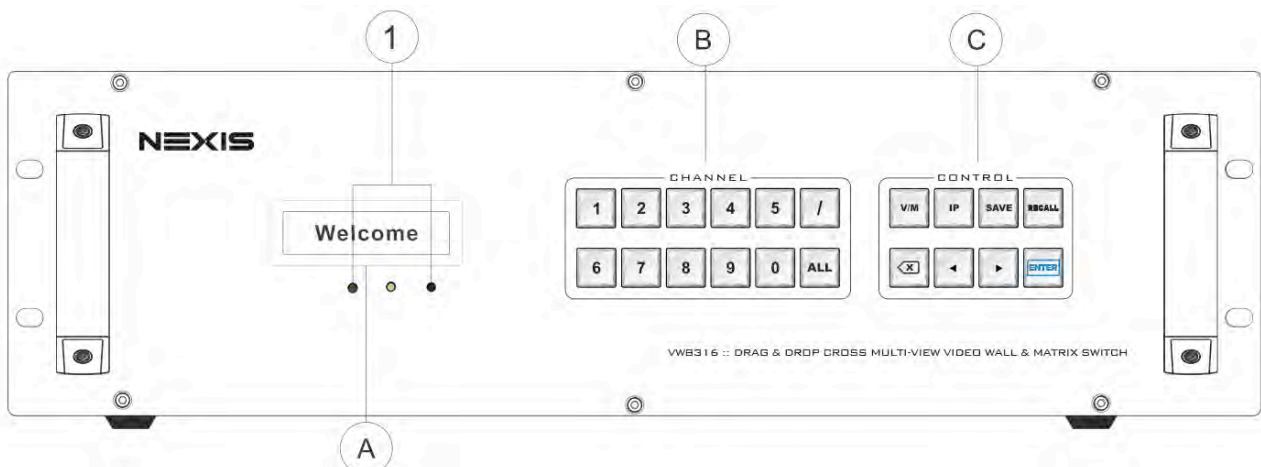 1
B
C
NEXIS
Welcome
CHANNEL
1 2 3 4 5 /
6 7 8 9 0 ALL
CONTROL
V/M IP SAVE RECALL
X ◄ ► ENTER
VWB316 :: DRAG & DROP CROSS MULTI-VIEW VIDEO WALL & MATRIX SWITCH
A